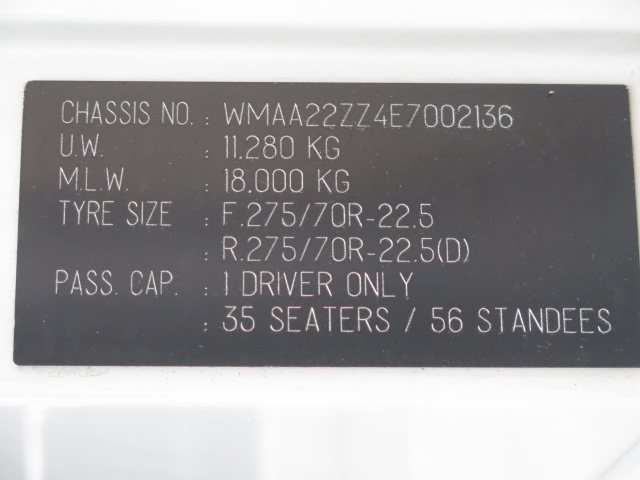 CHASSIS NO. : WMAA22ZZ4E7002136
U.W. : 11.280 KG
M.L.W. : 18.000 KG
TYRE SIZE : F.275/70R-22.5
: R.275/70R-22.5(D)
PASS. CAP. : 1 DRIVER ONLY
: 35 SEATERS / 56 STANDEES